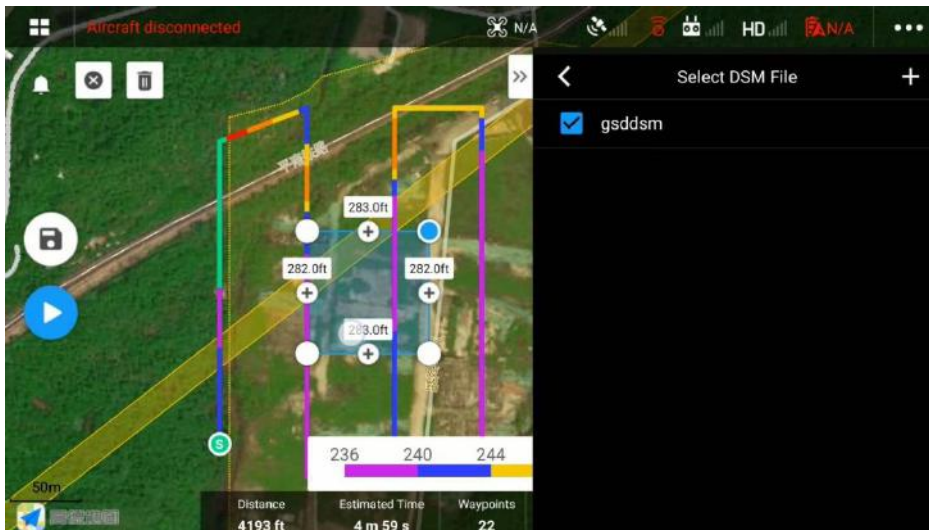 Aircraft disconnected
N/A
HD
N/A
Select DSM File
gsddsm
283.0ft
282.0ft
282.0ft
283.0ft
S
236 240 244
50m
Distance Estimated Time Waypoints
4193 ft 4 m 59 s 22